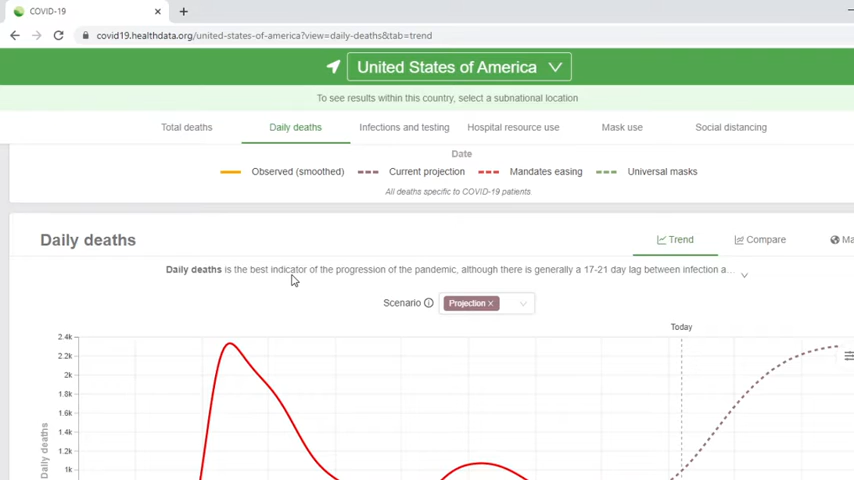 COVID-19
covid19.healthdata.org/united-states-of-america?view=daily-deaths&tab=trend
United States of America
To see results within this country, select a subnational location
Total deaths Daily deaths Infections and testing Hospital resource use Mask use Social distancing
Date
Observed (smoothed) Current projection Mandates easing Universal masks
All deaths specific to COVID-19 patients
Daily deaths
Trend Compare Ma
Daily deaths is the best indicator of the progression of the pandemic, although there is generally a 17-21 day lag between infection a...
Scenario Projection
Today
2.4k
2.2k
2k
1.8k
1.6k
1.4k
1.2k
1k
Daily deaths